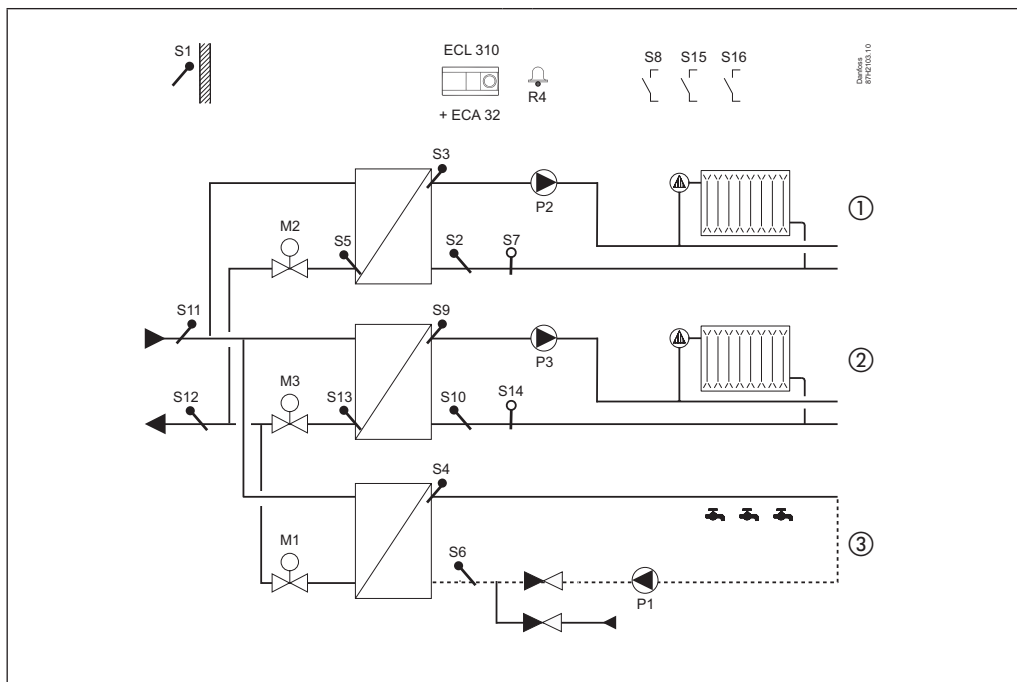 S1
ECL 310
+ ECA 32
R4
S8 S15 S16
Danfoss
87H2103.10
S3
P2
M2
S5
S2
S7
①
S11
S9
P3
M3
S12
S13
S10
S14
②
S4
M1
S6
P1
③